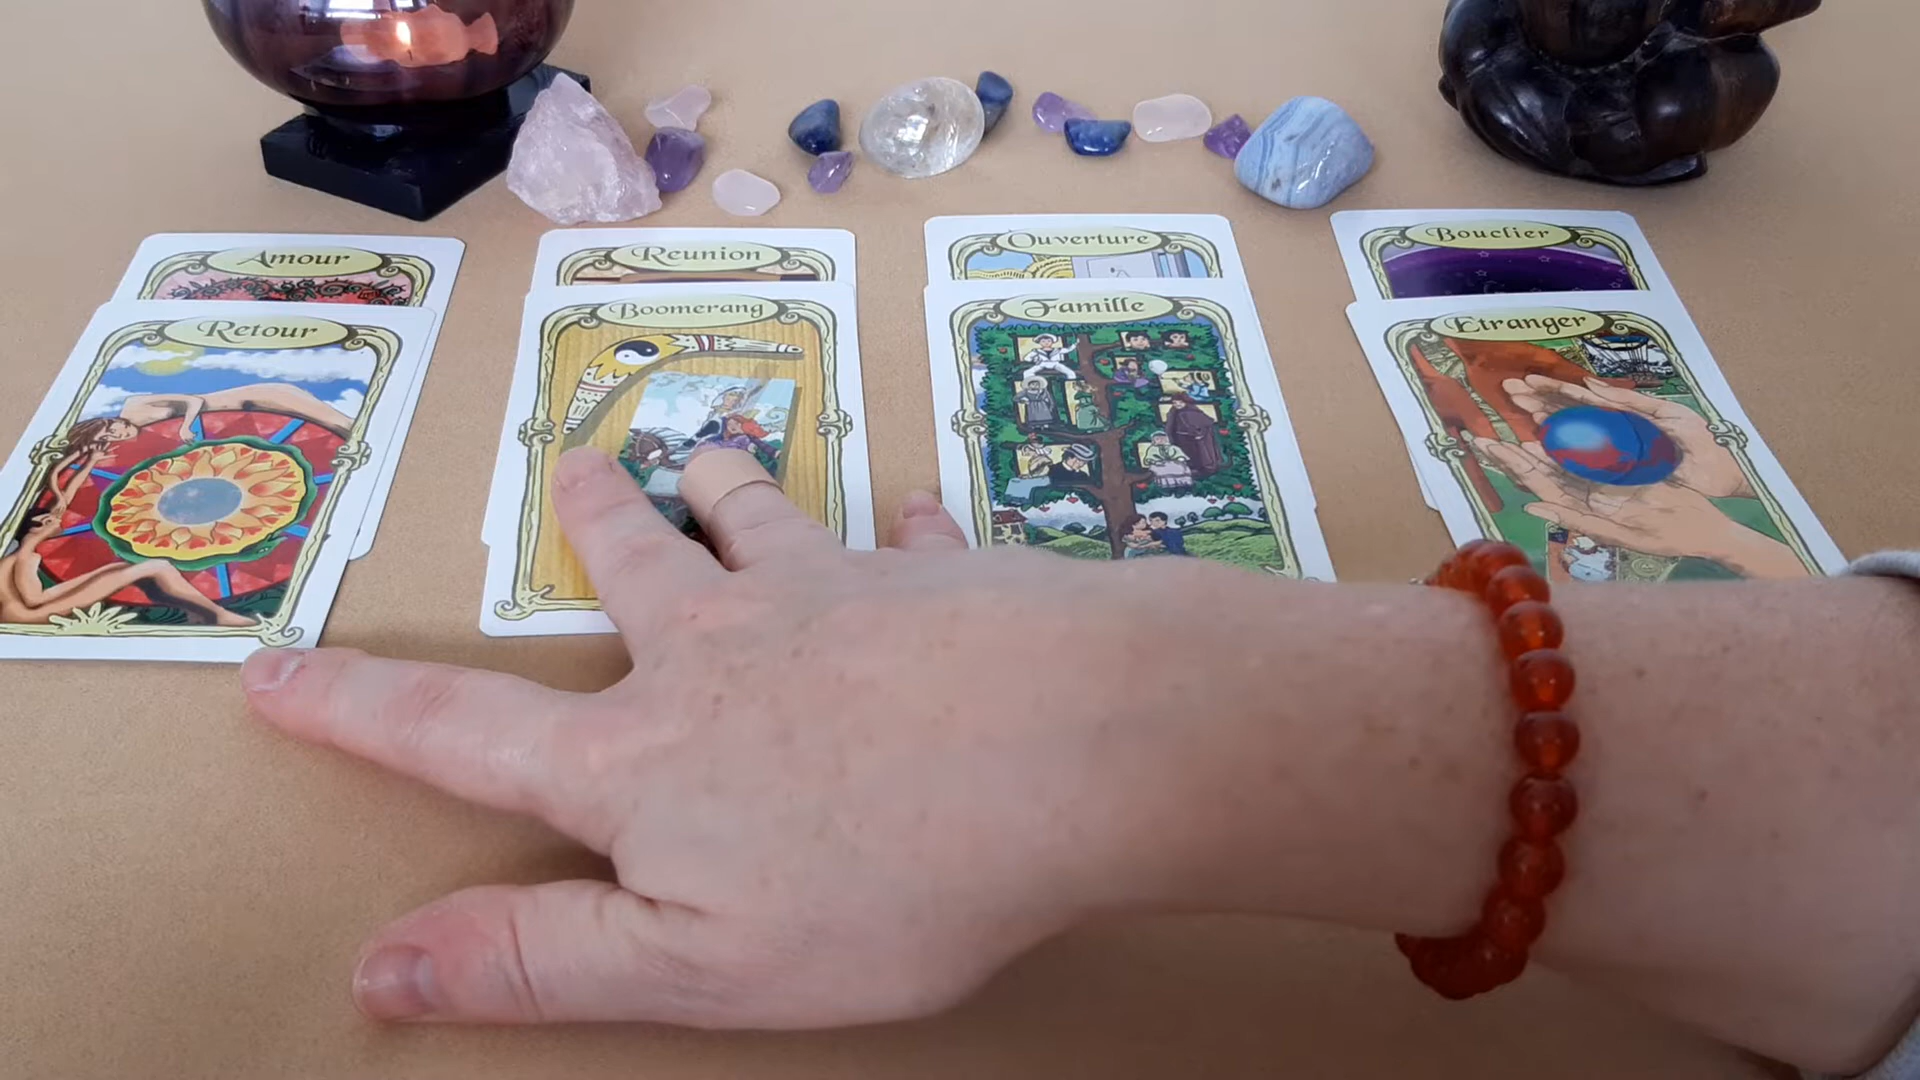 Amour
Reunion
Ouverture
Bouclier
Retour
Boomerang
Famille
Etranger